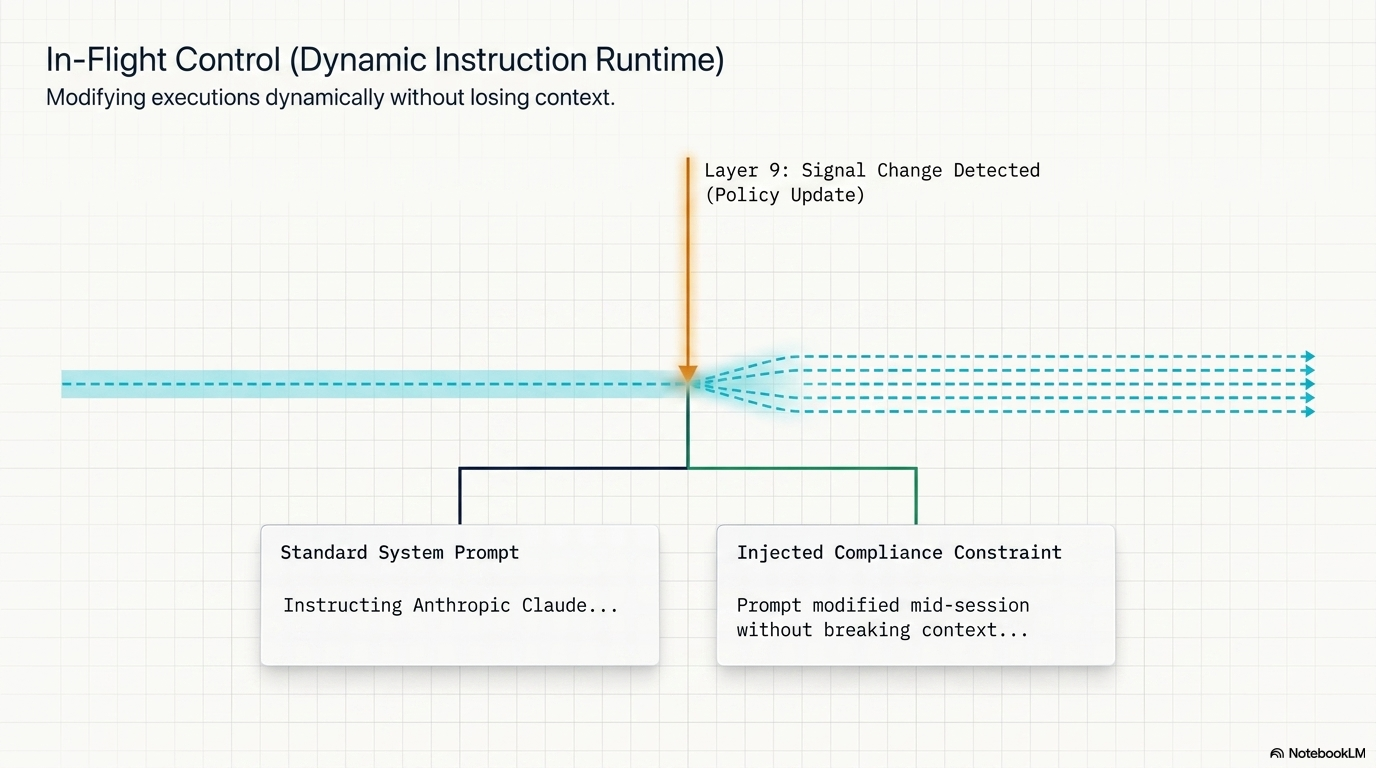 In-Flight Control (Dynamic Instruction Runtime)
Modifying executions dynamically without losing context.
Layer 9: Signal Change Detected
(Policy Update)
Standard System Prompt
Instructing Anthropic Claude...
Injected Compliance Constraint
Prompt modified mid-session
without breaking context...
NotebookLM